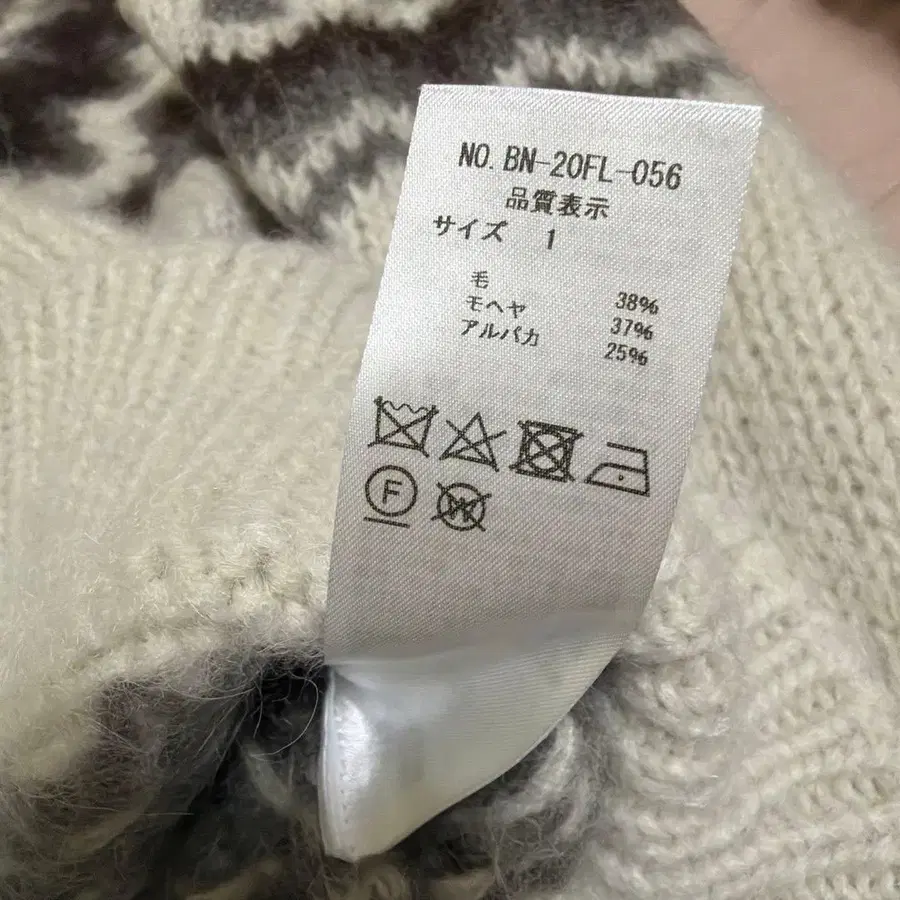 NO. BN-20FL-056
品質表示
サイズ 1
毛 38%
モヘヤ 37%
アルパカ 25%
F W